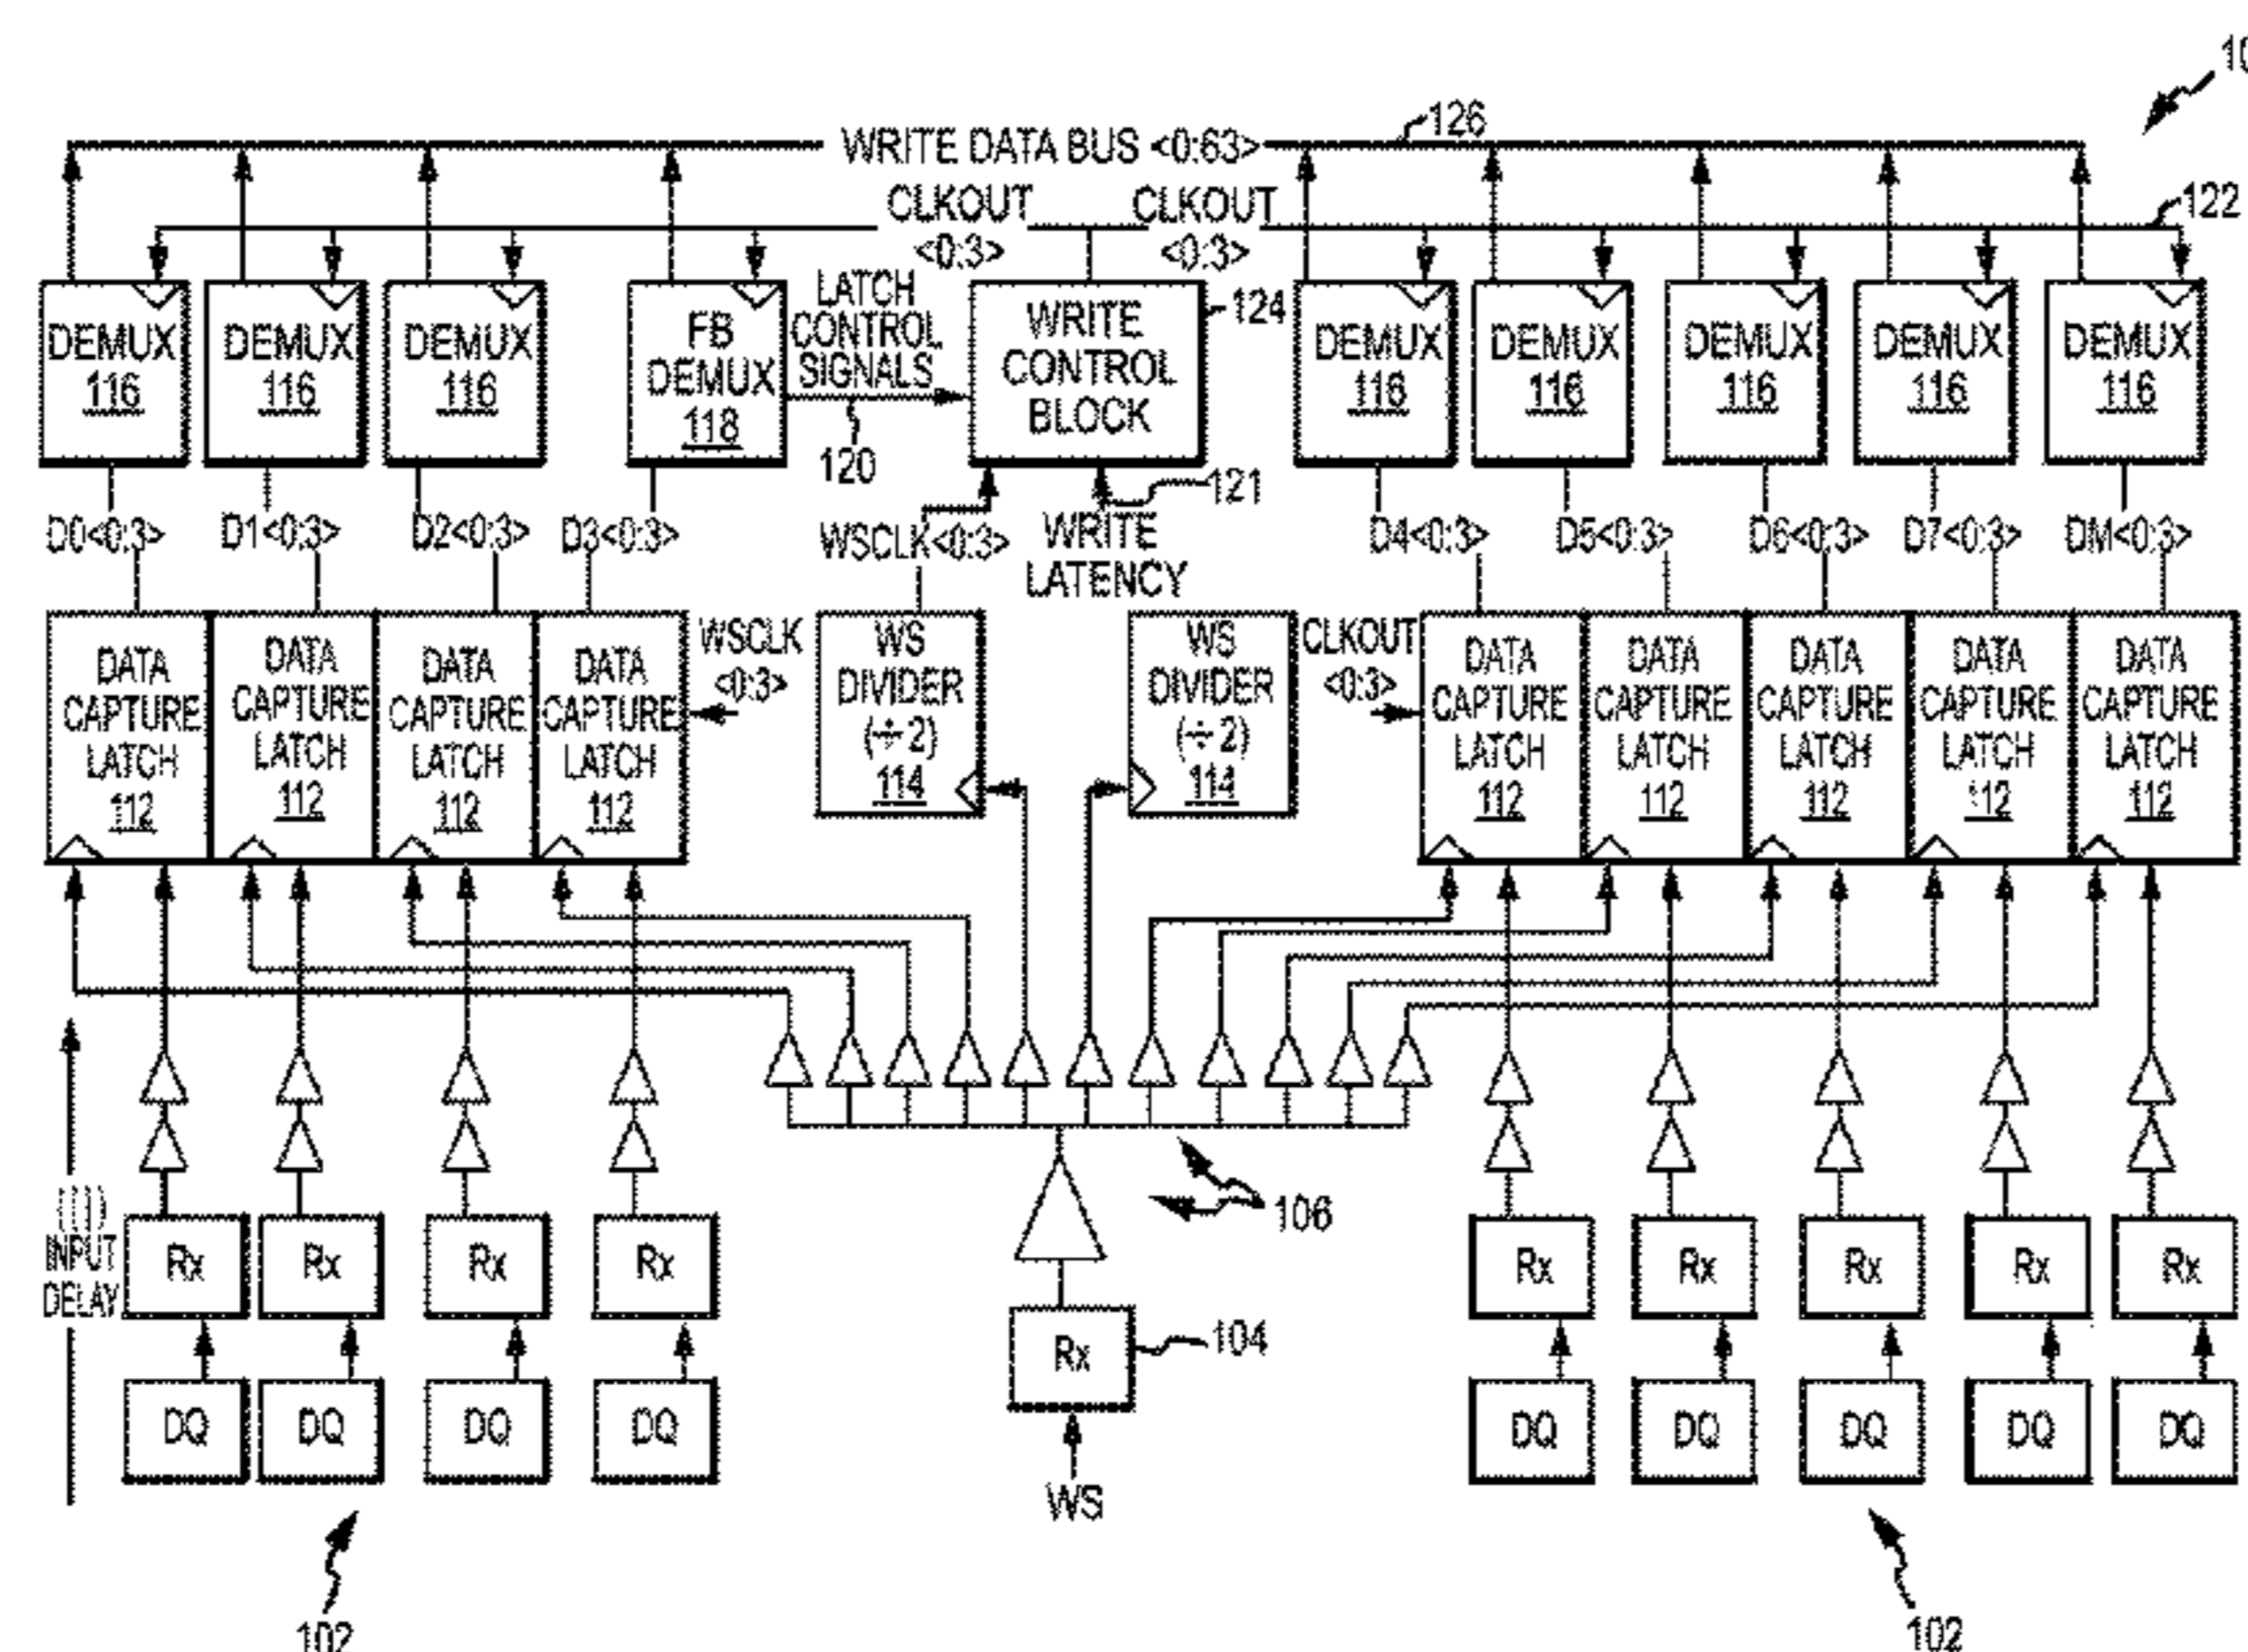 10
126
WRITE DATA BUS <0:63>
CLKOUT
<0:3>
CLKOUT
<0:3>
122
DEMUX
116
DEMUX
116
DEMUX
116
FB
DEMUX
118
LATCH
CONTROL
SIGNALS
120
WRITE
CONTROL
BLOCK
124
DEMUX
116
DEMUX
116
DEMUX
116
DEMUX
116
DEMUX
116
121
D0<0:3>
D1<0:3>
D2<0:3>
D3<0:3>
WSCLK<0:3>
WRITE
LATENCY
D4<0:3>
D5<0:3>
D6<0:3>
D7<0:3>
DM<0:3>
DATA
CAPTURE
LATCH
112
DATA
CAPTURE
LATCH
112
DATA
CAPTURE
LATCH
112
DATA
CAPTURE
LATCH
112
WSCLK
<0:3>
WS
DIVIDER
(÷2)
114
WS
DIVIDER
(÷2)
114
CLKOUT
<0:3>
DATA
CAPTURE
LATCH
112
DATA
CAPTURE
LATCH
112
DATA
CAPTURE
LATCH
112
DATA
CAPTURE
LATCH
112
DATA
CAPTURE
LATCH
112
106
INPUT
DELAY
Rx
Rx
Rx
Rx
Rx
104
Rx
Rx
Rx
Rx
Rx
DQ
DQ
DQ
DQ
WS
DQ
DQ
DQ
DQ
DQ
102
102